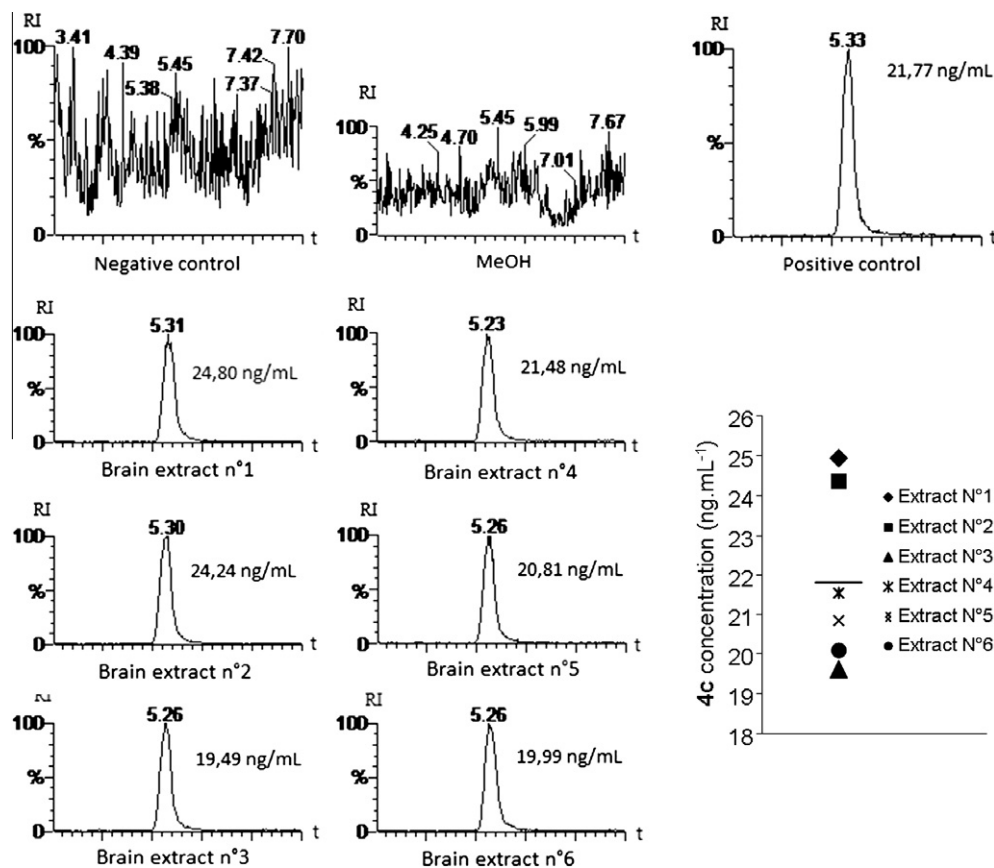 RI
3.41
7.70
4.39
5.45
7.42
5.38
7.37
100
%
0
t
Negative control
RI
4.25
4.70
5.45
5.99
7.01
7.67
100
%
0
t
MeOH
RI
5.33
21,77 ng/mL
100
%
0
t
Positive control
RI
5.31
100
24,80 ng/mL
%
0
t
Brain extract n°1
RI
5.23
100
21,48 ng/mL
%
0
t
Brain extract n°4
RI
5.30
100
24,24 ng/mL
%
0
t
Brain extract n°2
RI
5.26
100
20,81 ng/mL
%
0
t
Brain extract n°5
RI
5.26
100
19,49 ng/mL
%
0
t
Brain extract n°3
RI
5.26
100
19,99 ng/mL
%
0
t
Brain extract n°6
4c concentration (ng.mL⁻¹)
26
25
24
23
22
21
20
19
18
Extract N°1
Extract N°2
Extract N°3
Extract N°4
Extract N°5
Extract N°6